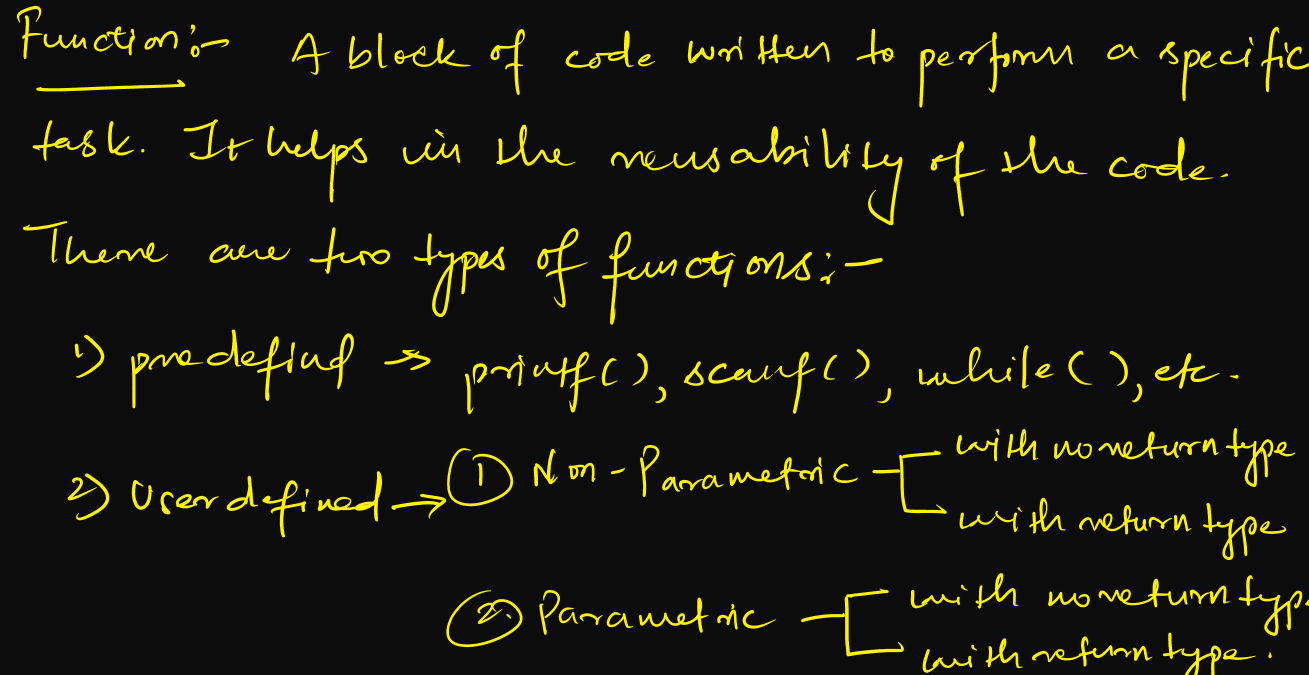 Function:-  A block of code written to perform a specific
task. It helps in the reusability of the code.
There are two types of functions:-
1) predefind → printf(), scanf(), while(), etc.
2) User defined → ① Non-Parametric with no return type
with return type
② Parametric with no return type
with return type.